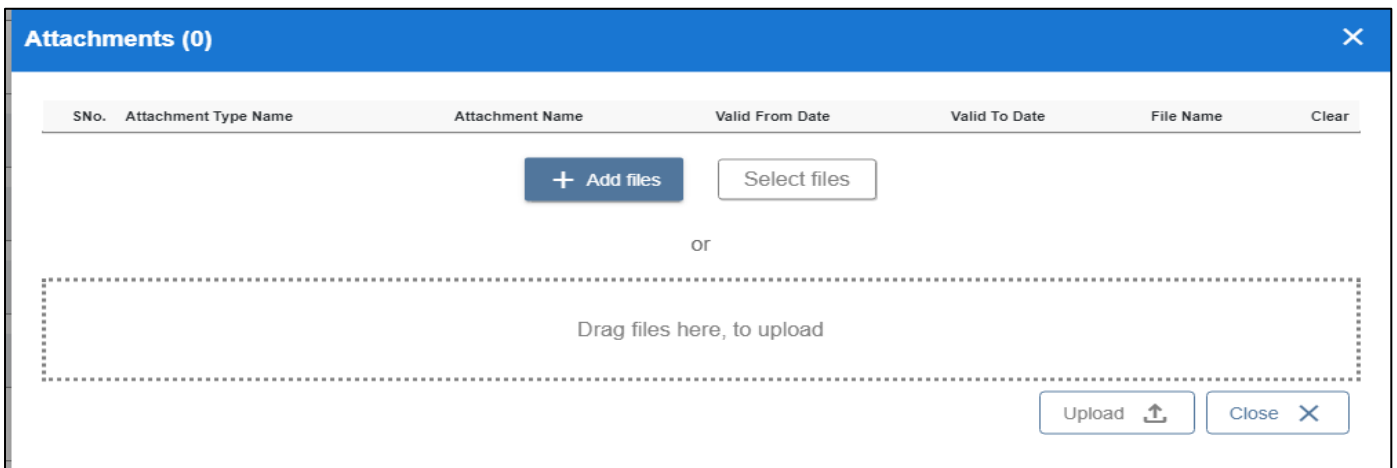 Attachments (0)
SNo. Attachment Type Name Attachment Name Valid From Date Valid To Date File Name Clear
Add files Select files
or
Drag files here, to upload
Upload Close